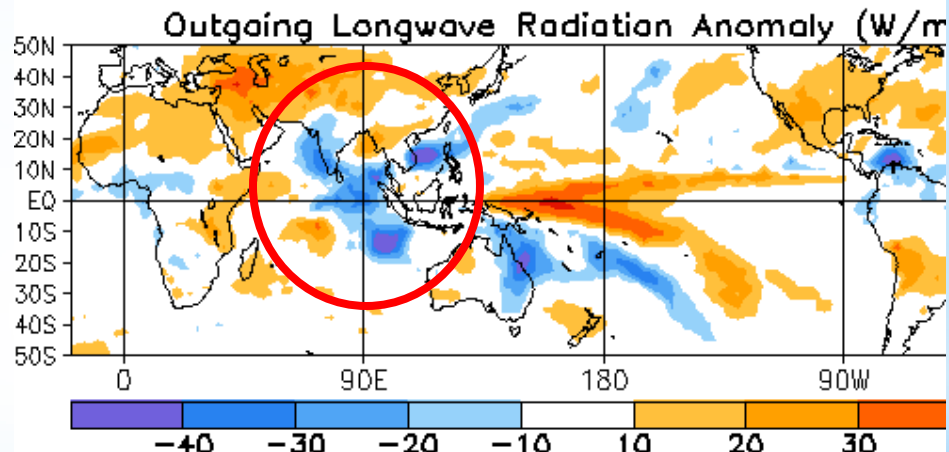 Outgoing Longwave Radiation Anomaly (W/m
50N
40N
30N
20N
10N
EQ
10S
20S
30S
40S
50S
0 90E 180 90W
-40 -30 -20 -10 10 20 30